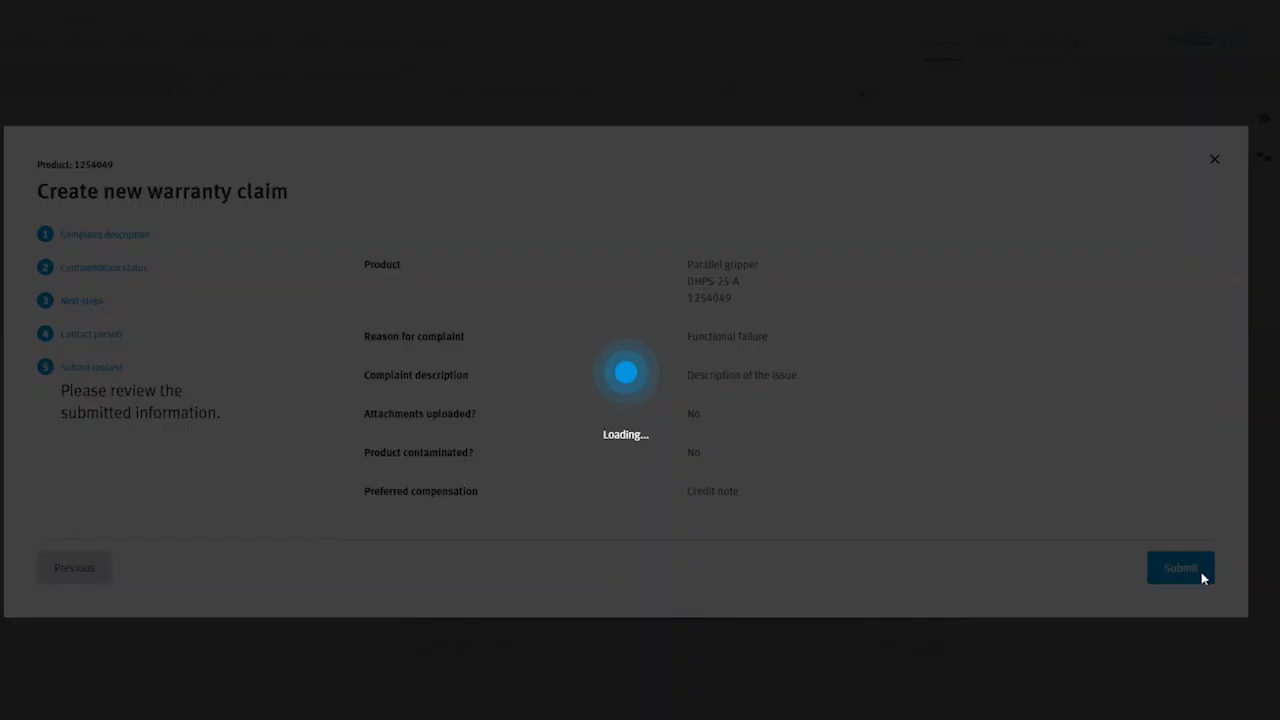 Product: 1254049
Create new warranty claim
1 Complaint description
2 Contamination status
3 Next steps
4 Contact person
5 Submit request
Please review the
submitted information.
Product
Parallel gripper
DHPS-25-A
1254049
Reason for complaint
Functional failure
Complaint description
Description of the issue
Attachments uploaded?
No
Product contaminated?
No
Preferred compensation
Credit note
Loading...
Previous
Submit